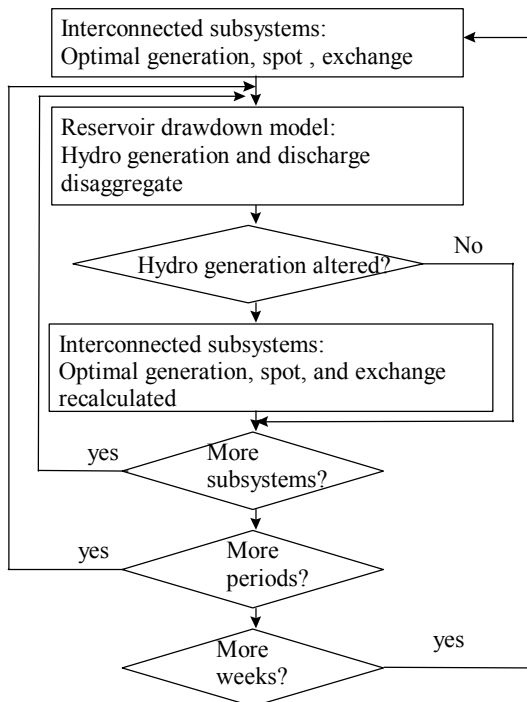 Interconnected subsystems:
Optimal generation, spot , exchange
Reservoir drawdown model:
Hydro generation and discharge
disaggregate
No
Hydro generation altered?
Interconnected subsystems:
Optimal generation, spot, and exchange
recalculated
yes
More
subsystems?
yes
More
periods?
yes
More
weeks?